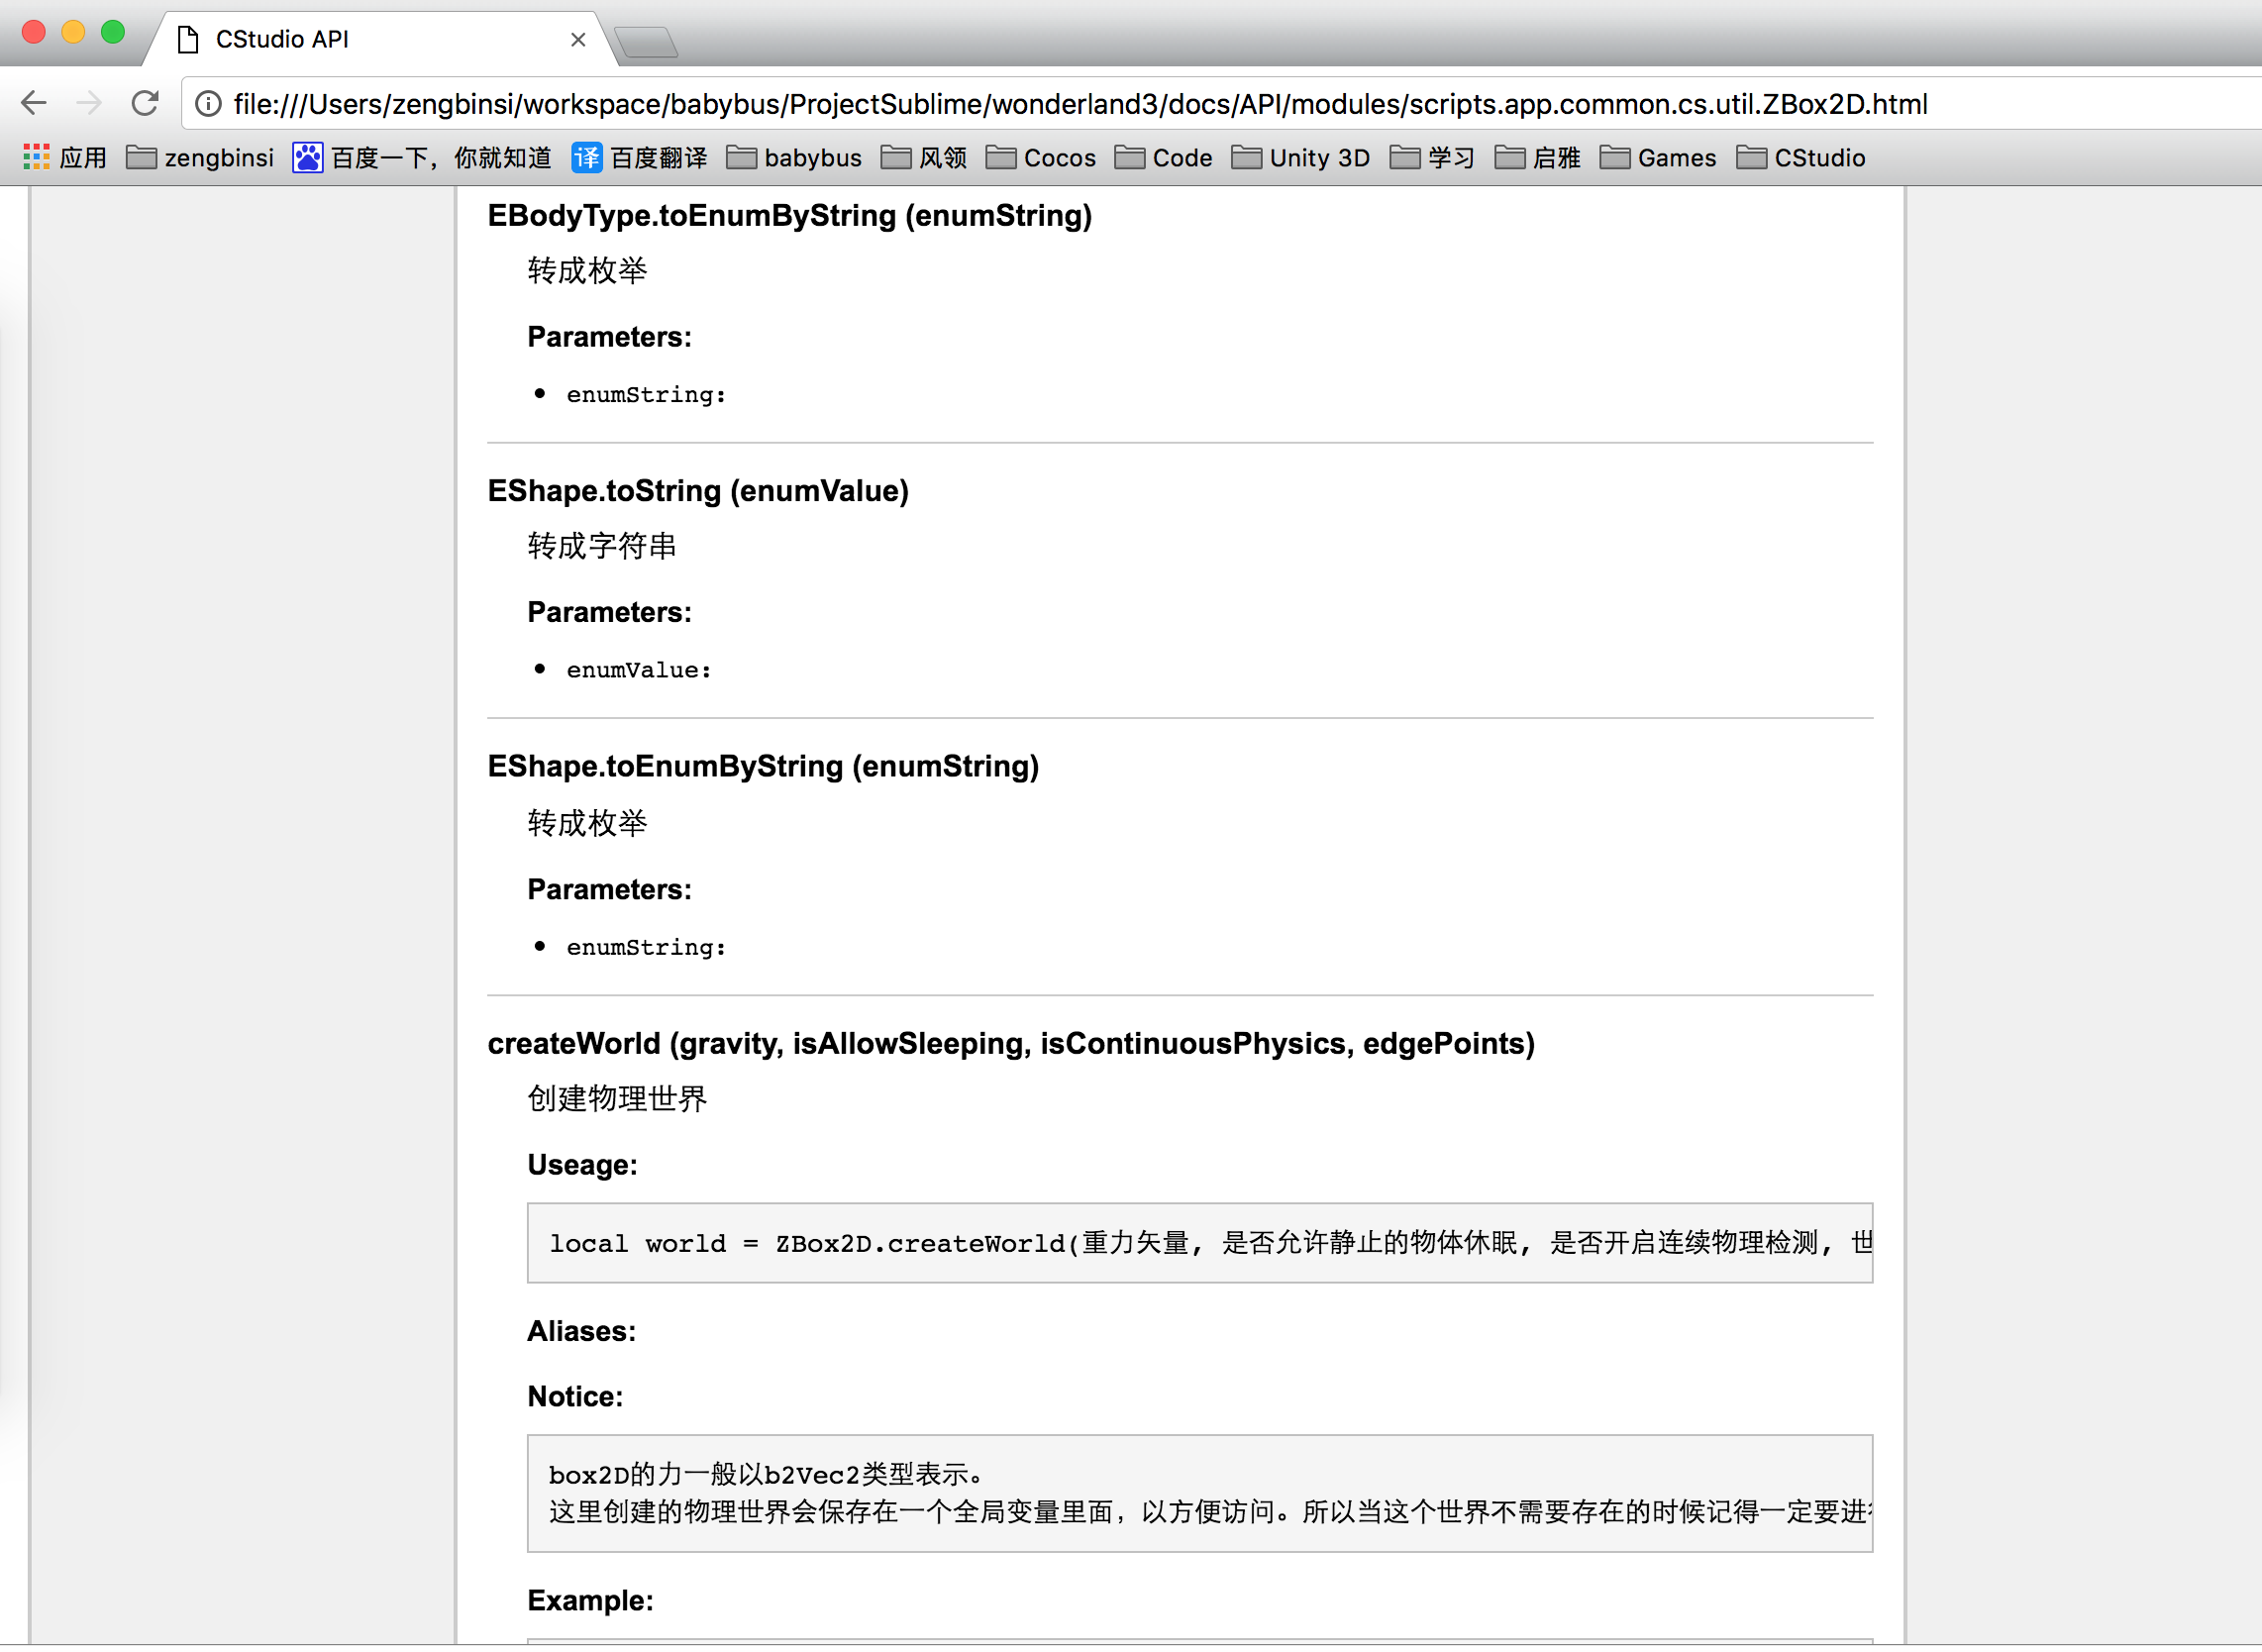 CStudio API
file:///Users/zengbinsi/workspace/babybus/ProjectSublime/wonderland3/docs/API/modules/scripts.app.common.cs.util.ZBox2D.html
应用 zengbinsi 百度一下，你就知道 译 百度翻译 babybus 风领 Cocos Code Unity 3D 学习 启雅 Games CStudio
EBodyType.toEnumByString (enumString)
转成枚举
Parameters:
• enumString:
EShape.toString (enumValue)
转成字符串
Parameters:
• enumValue:
EShape.toEnumByString (enumString)
转成枚举
Parameters:
• enumString:
createWorld (gravity, isAllowSleeping, isContinuousPhysics, edgePoints)
创建物理世界
Useage:
local world = ZBox2D.createWorld(重力矢量, 是否允许静止的物体休眠, 是否开启连续物理检测, 世
Aliases:
Notice:
box2D的力一般以b2Vec2类型表示。
这里创建的物理世界会保存在一个全局变量里面，以方便访问。所以当这个世界不需要存在的时候记得一定要进
Example: